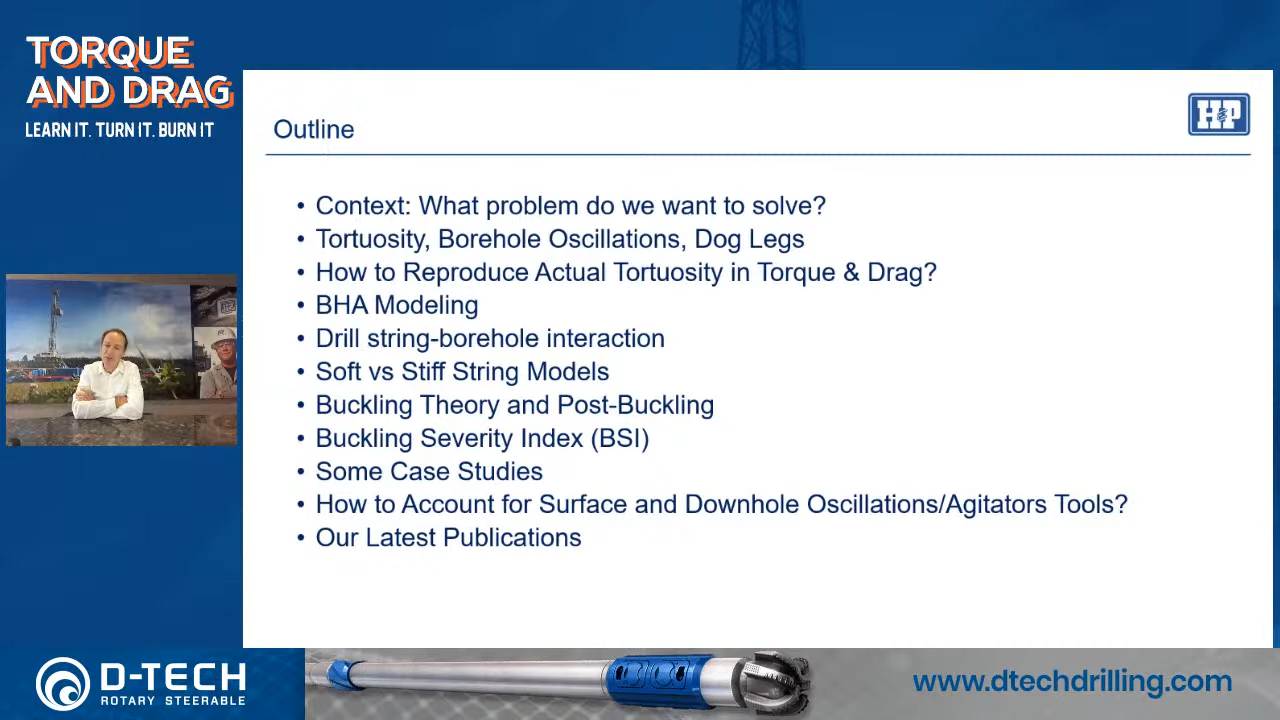 TORQUE
AND DRAG
LEARN IT. TURN IT. BURN IT
H&P
Outline
• Context: What problem do we want to solve?
• Tortuosity, Borehole Oscillations, Dog Legs
• How to Reproduce Actual Tortuosity in Torque & Drag?
• BHA Modeling
• Drill string-borehole interaction
• Soft vs Stiff String Models
• Buckling Theory and Post-Buckling
• Buckling Severity Index (BSI)
• Some Case Studies
• How to Account for Surface and Downhole Oscillations/Agitators Tools?
• Our Latest Publications
D-TECH
ROTARY STEERABLE
www.dtechdrilling.com